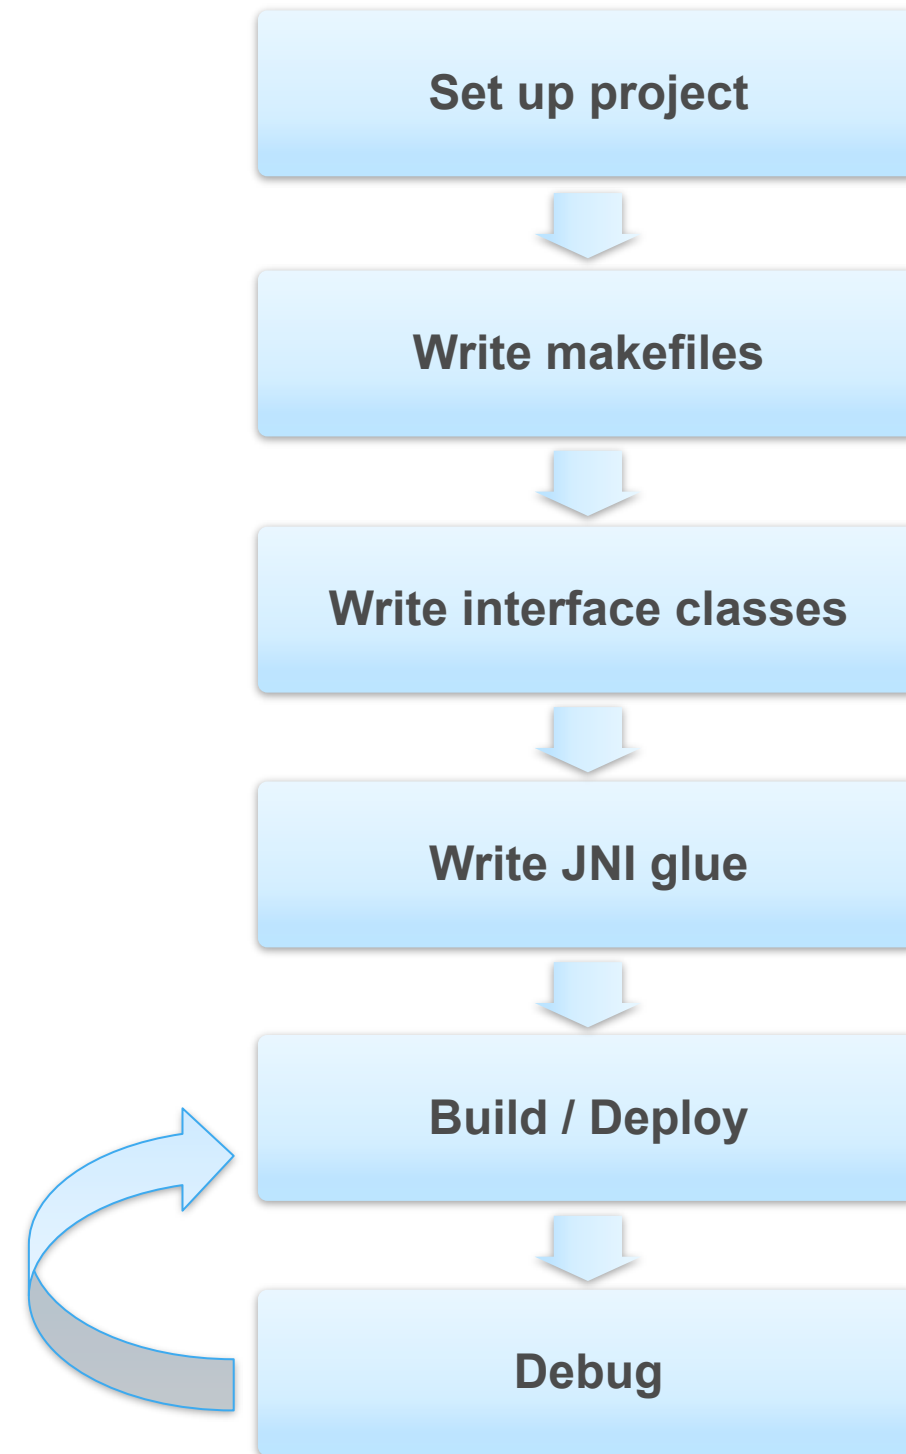 Set up project
Write makefiles
Write interface classes
Write JNI glue
Build / Deploy
Debug